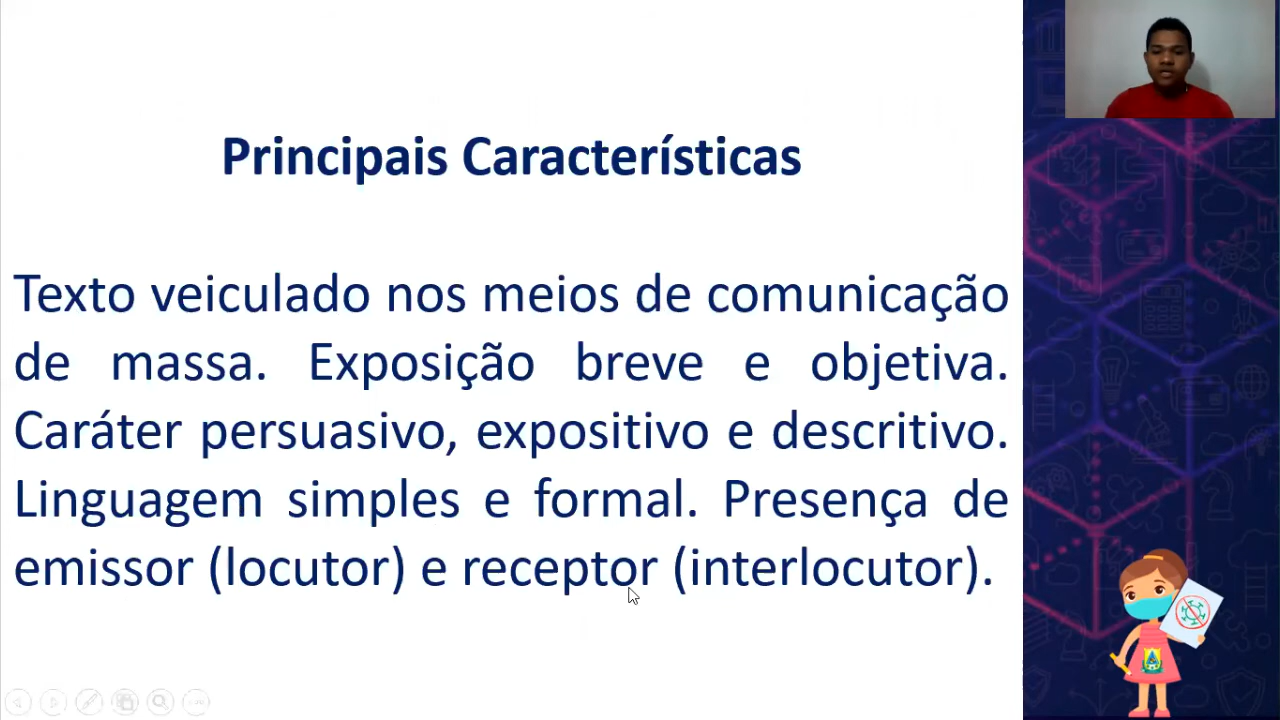 Principais Características
Texto veiculado nos meios de comunicação
de massa. Exposição breve e objetiva.
Caráter persuasivo, expositivo e descritivo.
Linguagem simples e formal. Presença de
emissor (locutor) e receptor (interlocutor).